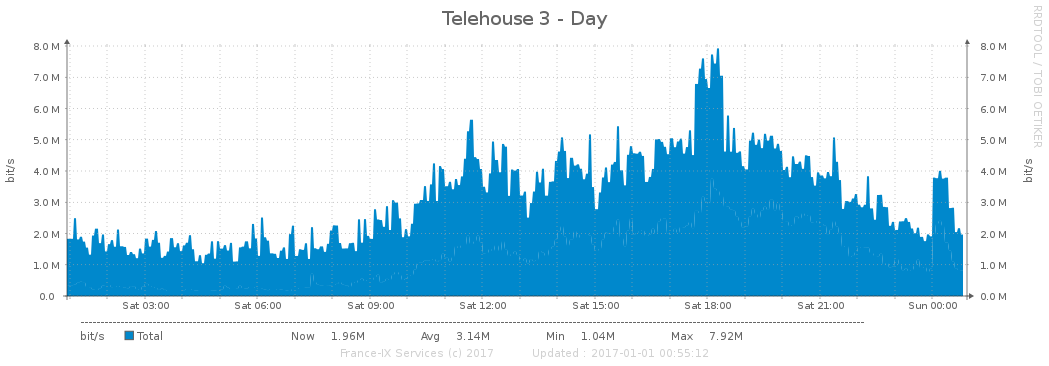 Telehouse 3 - Day
RRDTOOL / TOBI OETIKER
bit/s
bit/s
8.0 M 8.0 M
7.0 M 7.0 M
6.0 M 6.0 M
5.0 M 5.0 M
4.0 M 4.0 M
3.0 M 3.0 M
2.0 M 2.0 M
1.0 M 1.0 M
0.0 0.0 M
Sat 03:00 Sat 06:00 Sat 09:00 Sat 12:00 Sat 15:00 Sat 18:00 Sat 21:00 Sun 00:00
bit/s Total Now 1.96M Avg 3.14M Min 1.04M Max 7.92M
France-IX Services (c) 2017 Updated : 2017-01-01 00:55:12